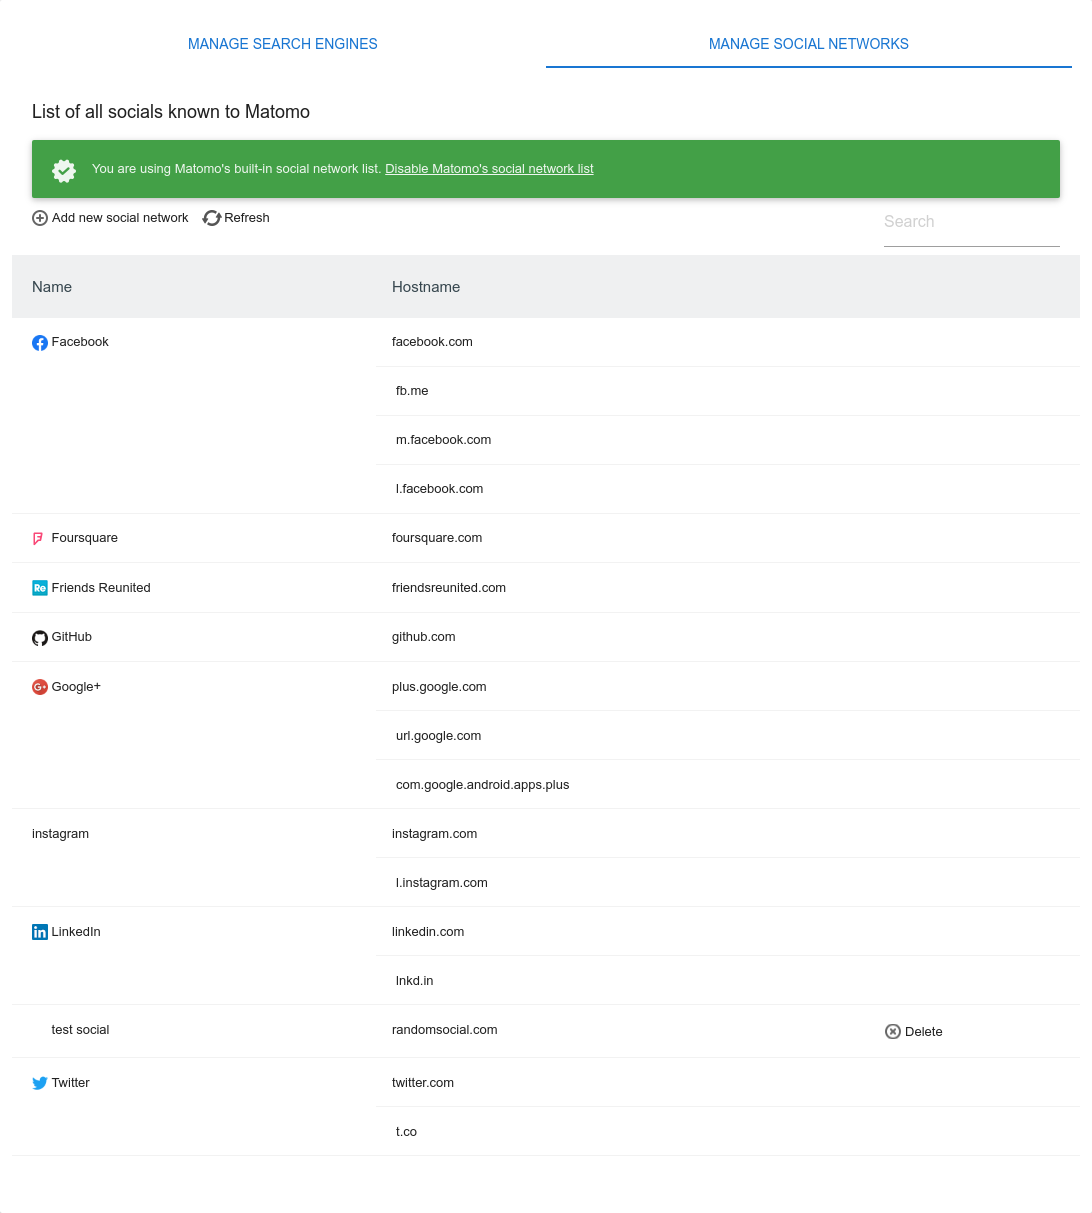 MANAGE SEARCH ENGINES
MANAGE SOCIAL NETWORKS
List of all socials known to Matomo
You are using Matomo's built-in social network list. Disable Matomo's social network list
Add new social network Refresh
Search
Name Hostname
Facebook facebook.com
fb.me
m.facebook.com
l.facebook.com
Foursquare foursquare.com
Re Friends Reunited friendsreunited.com
GitHub github.com
G+ Google+ plus.google.com
url.google.com
com.google.android.apps.plus
instagram instagram.com
l.instagram.com
in LinkedIn linkedin.com
lnkd.in
test social randomsocial.com Delete
Twitter twitter.com
t.co